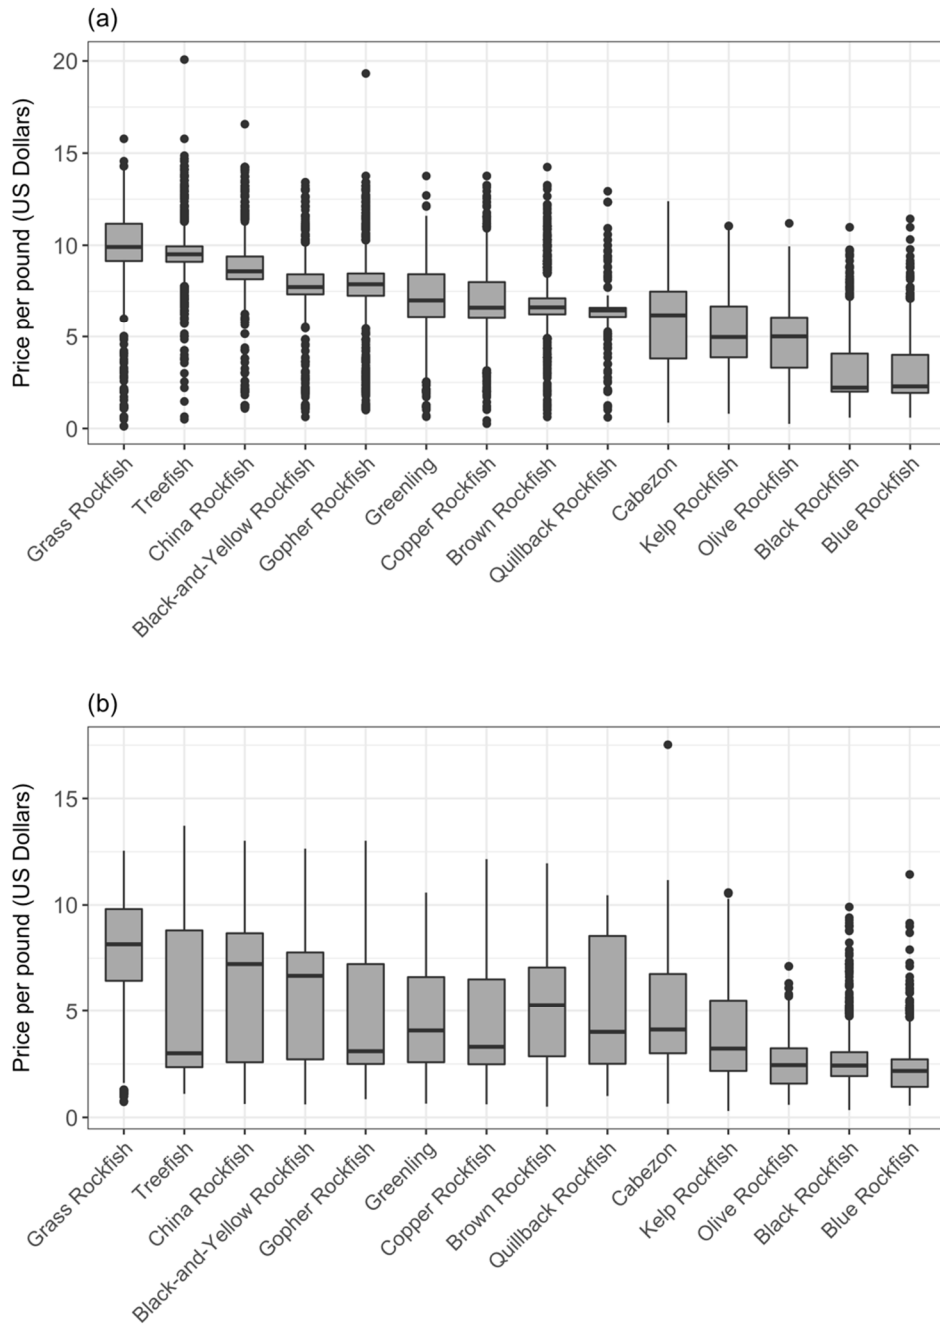 (a)
Price per pound (US Dollars)
20
15
10
5
0
Grass Rockfish
Treefish
China Rockfish
Black-and-Yellow Rockfish
Gopher Rockfish
Greenling
Copper Rockfish
Brown Rockfish
Quillback Rockfish
Cabezon
Kelp Rockfish
Olive Rockfish
Black Rockfish
Blue Rockfish
(b)
Price per pound (US Dollars)
15
10
5
0
Grass Rockfish
Treefish
China Rockfish
Black-and-Yellow Rockfish
Gopher Rockfish
Greenling
Copper Rockfish
Brown Rockfish
Quillback Rockfish
Cabezon
Kelp Rockfish
Olive Rockfish
Black Rockfish
Blue Rockfish